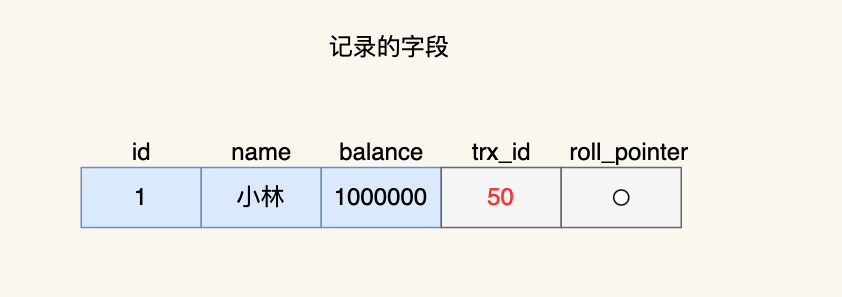 记录的字段
id name balance trx_id roll_pointer
1 小林 1000000 50